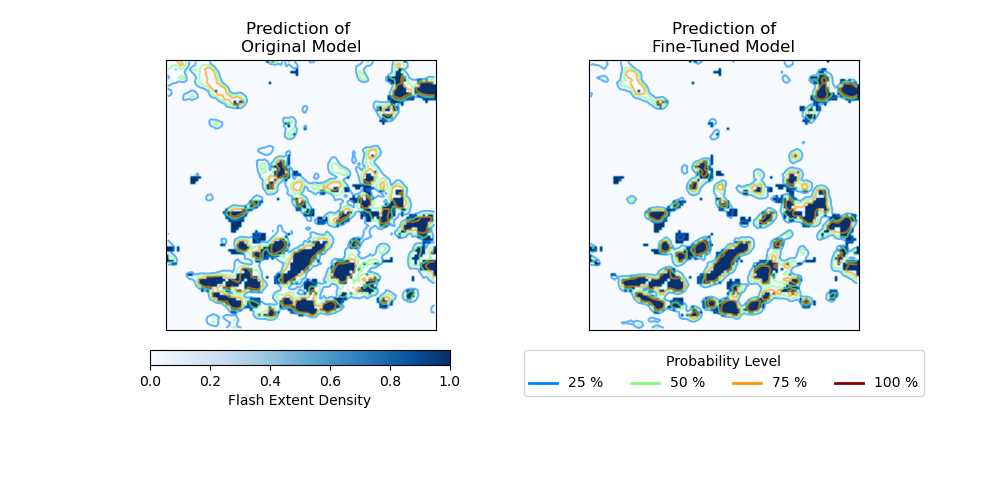 Prediction of
Original Model
Prediction of
Fine-Tuned Model
0.0 0.2 0.4 0.6 0.8 1.0
Flash Extent Density
Probability Level
25 % 50 % 75 % 100 %